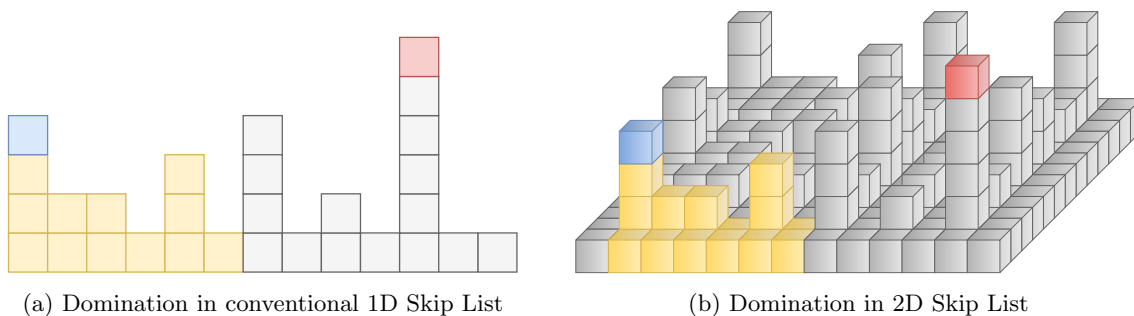 (a) Domination in conventional 1D Skip List
(b) Domination in 2D Skip List